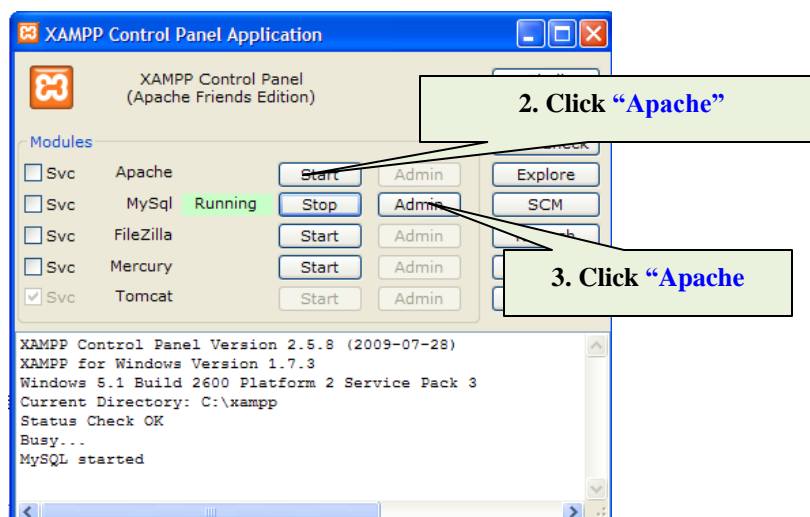 XAMPP Control Panel Application
XAMPP Control Panel
(Apache Friends Edition)
2. Click “Apache”
Modules
Svc Apache Start Admin Explore
Svc MySql Running Stop Admin SCM
Svc FileZilla Start Admin
Svc Mercury Start Admin
3. Click “Apache
Svc Tomcat Start Admin
XAMPP Control Panel Version 2.5.8 (2009-07-28)
XAMPP for Windows Version 1.7.3
Windows 5.1 Build 2600 Platform 2 Service Pack 3
Current Directory: C:\xampp
Status Check OK
Busy...
MySQL started